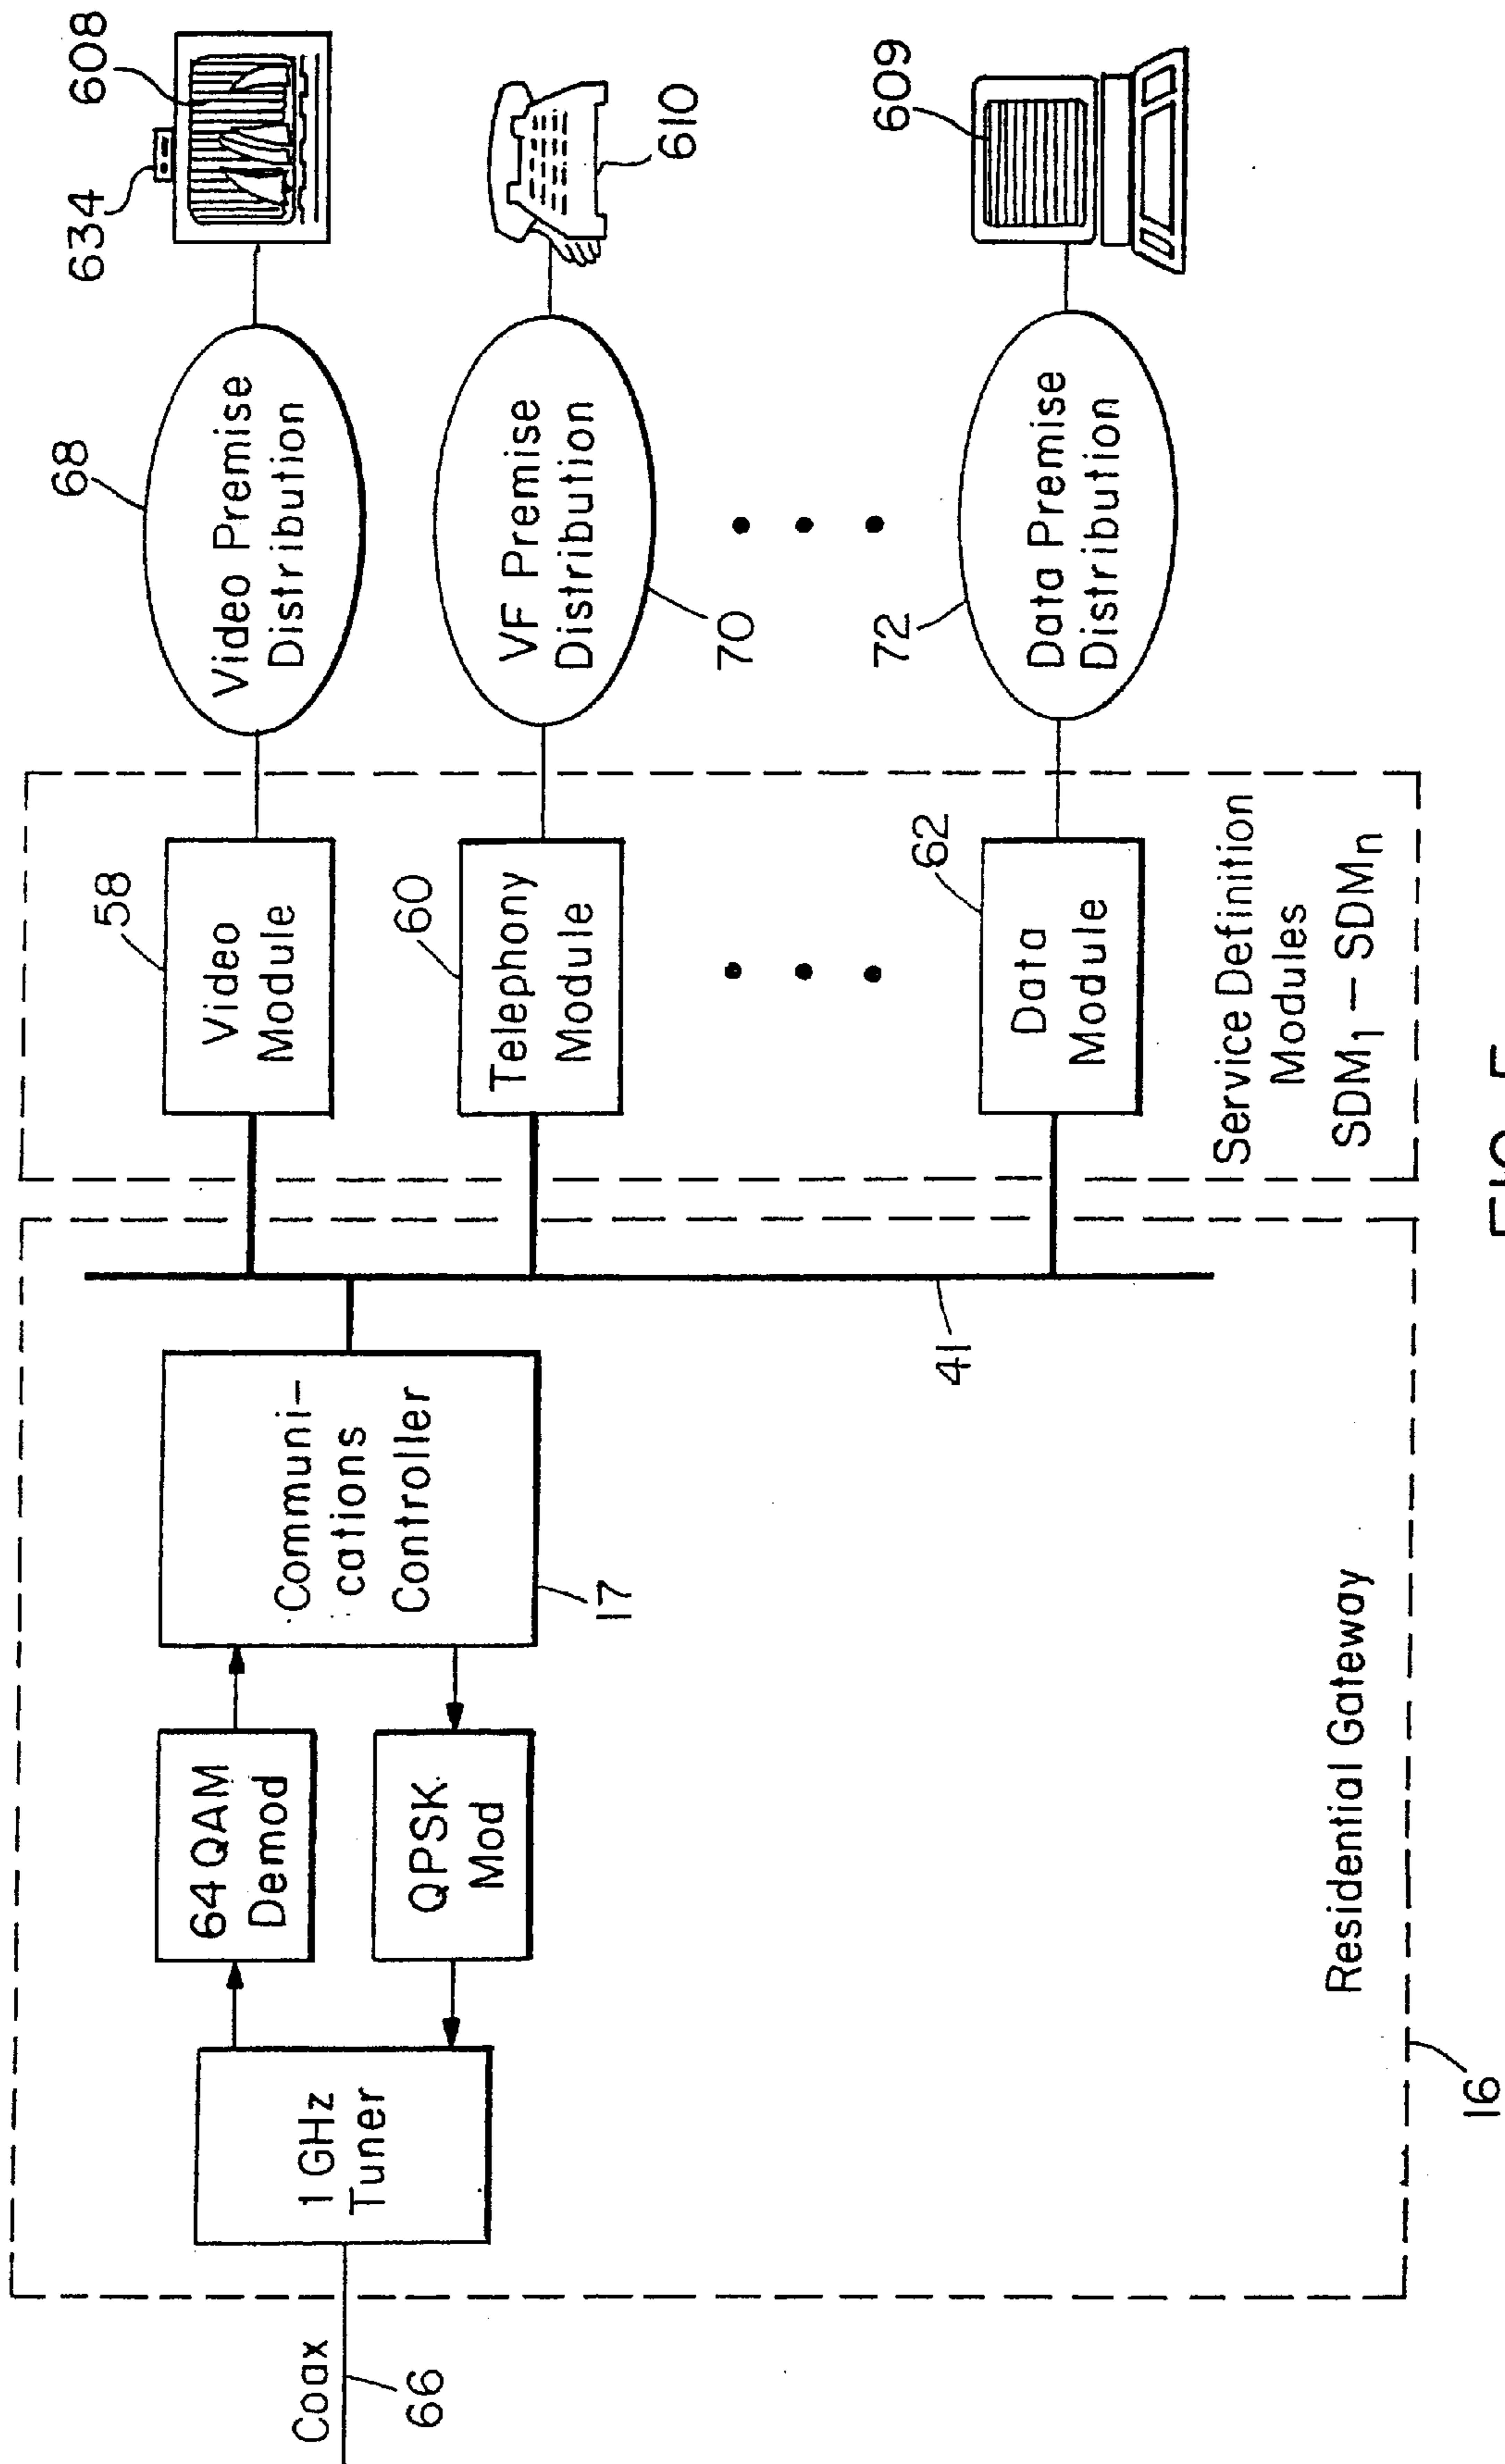 Coax
66
1 GHz
Tuner
64 QAM
Demod
QPSK
Mod
Communi-
cations
Controller
17
41
Residential Gateway
16
Video
Module
58
Telephony
Module
60
Data
Module
62
Service Definition
Modules
SDM1 – SDMn
Video Premise
Distribution
68
VF Premise
Distribution
70
Data Premise
Distribution
72
634
608
610
609